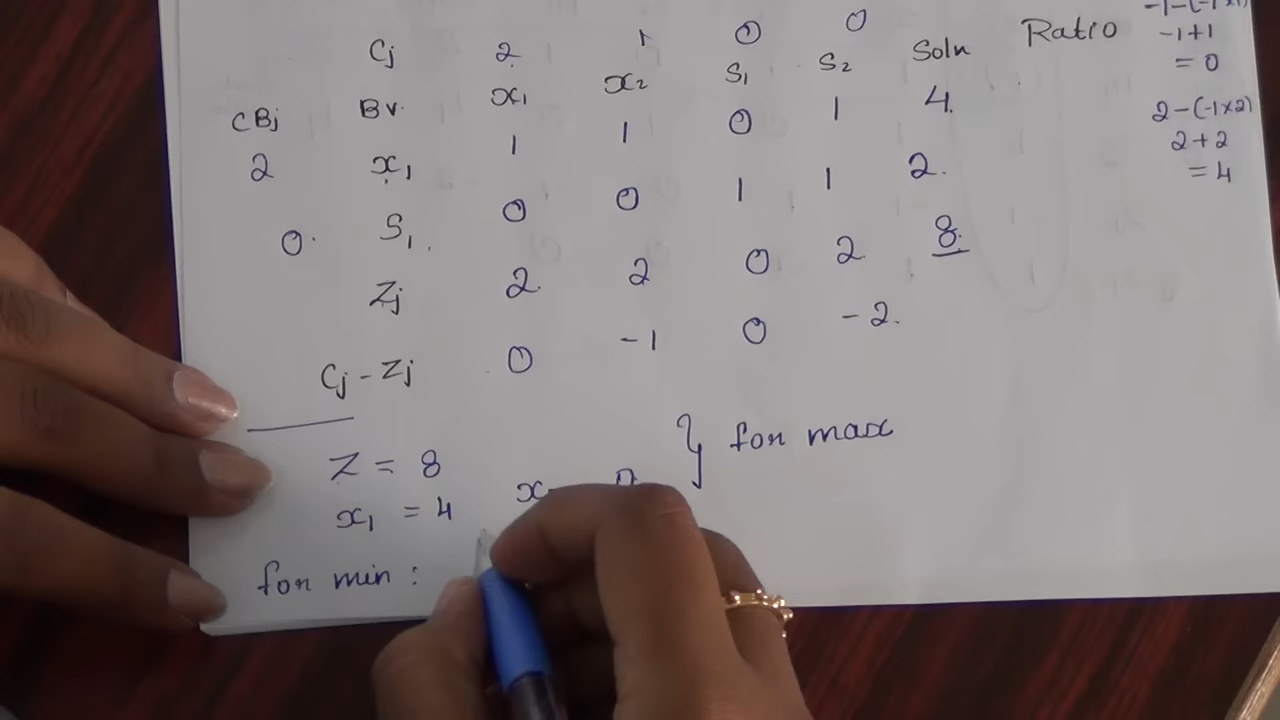 Cj 2 1 0 0
CBj Bv. x1 x2 S1 S2 Soln Ratio
2 x1 1 1 0 1 4.
0. S1. 0 0 1 1 2.
Zj 2. 2 0 2 8.
Cj - Zj 0 -1 0 -2.
Z = 8
x1 = 4
} for max
for min :
-1+1
= 0
2-(-1x2)
2+2
= 4